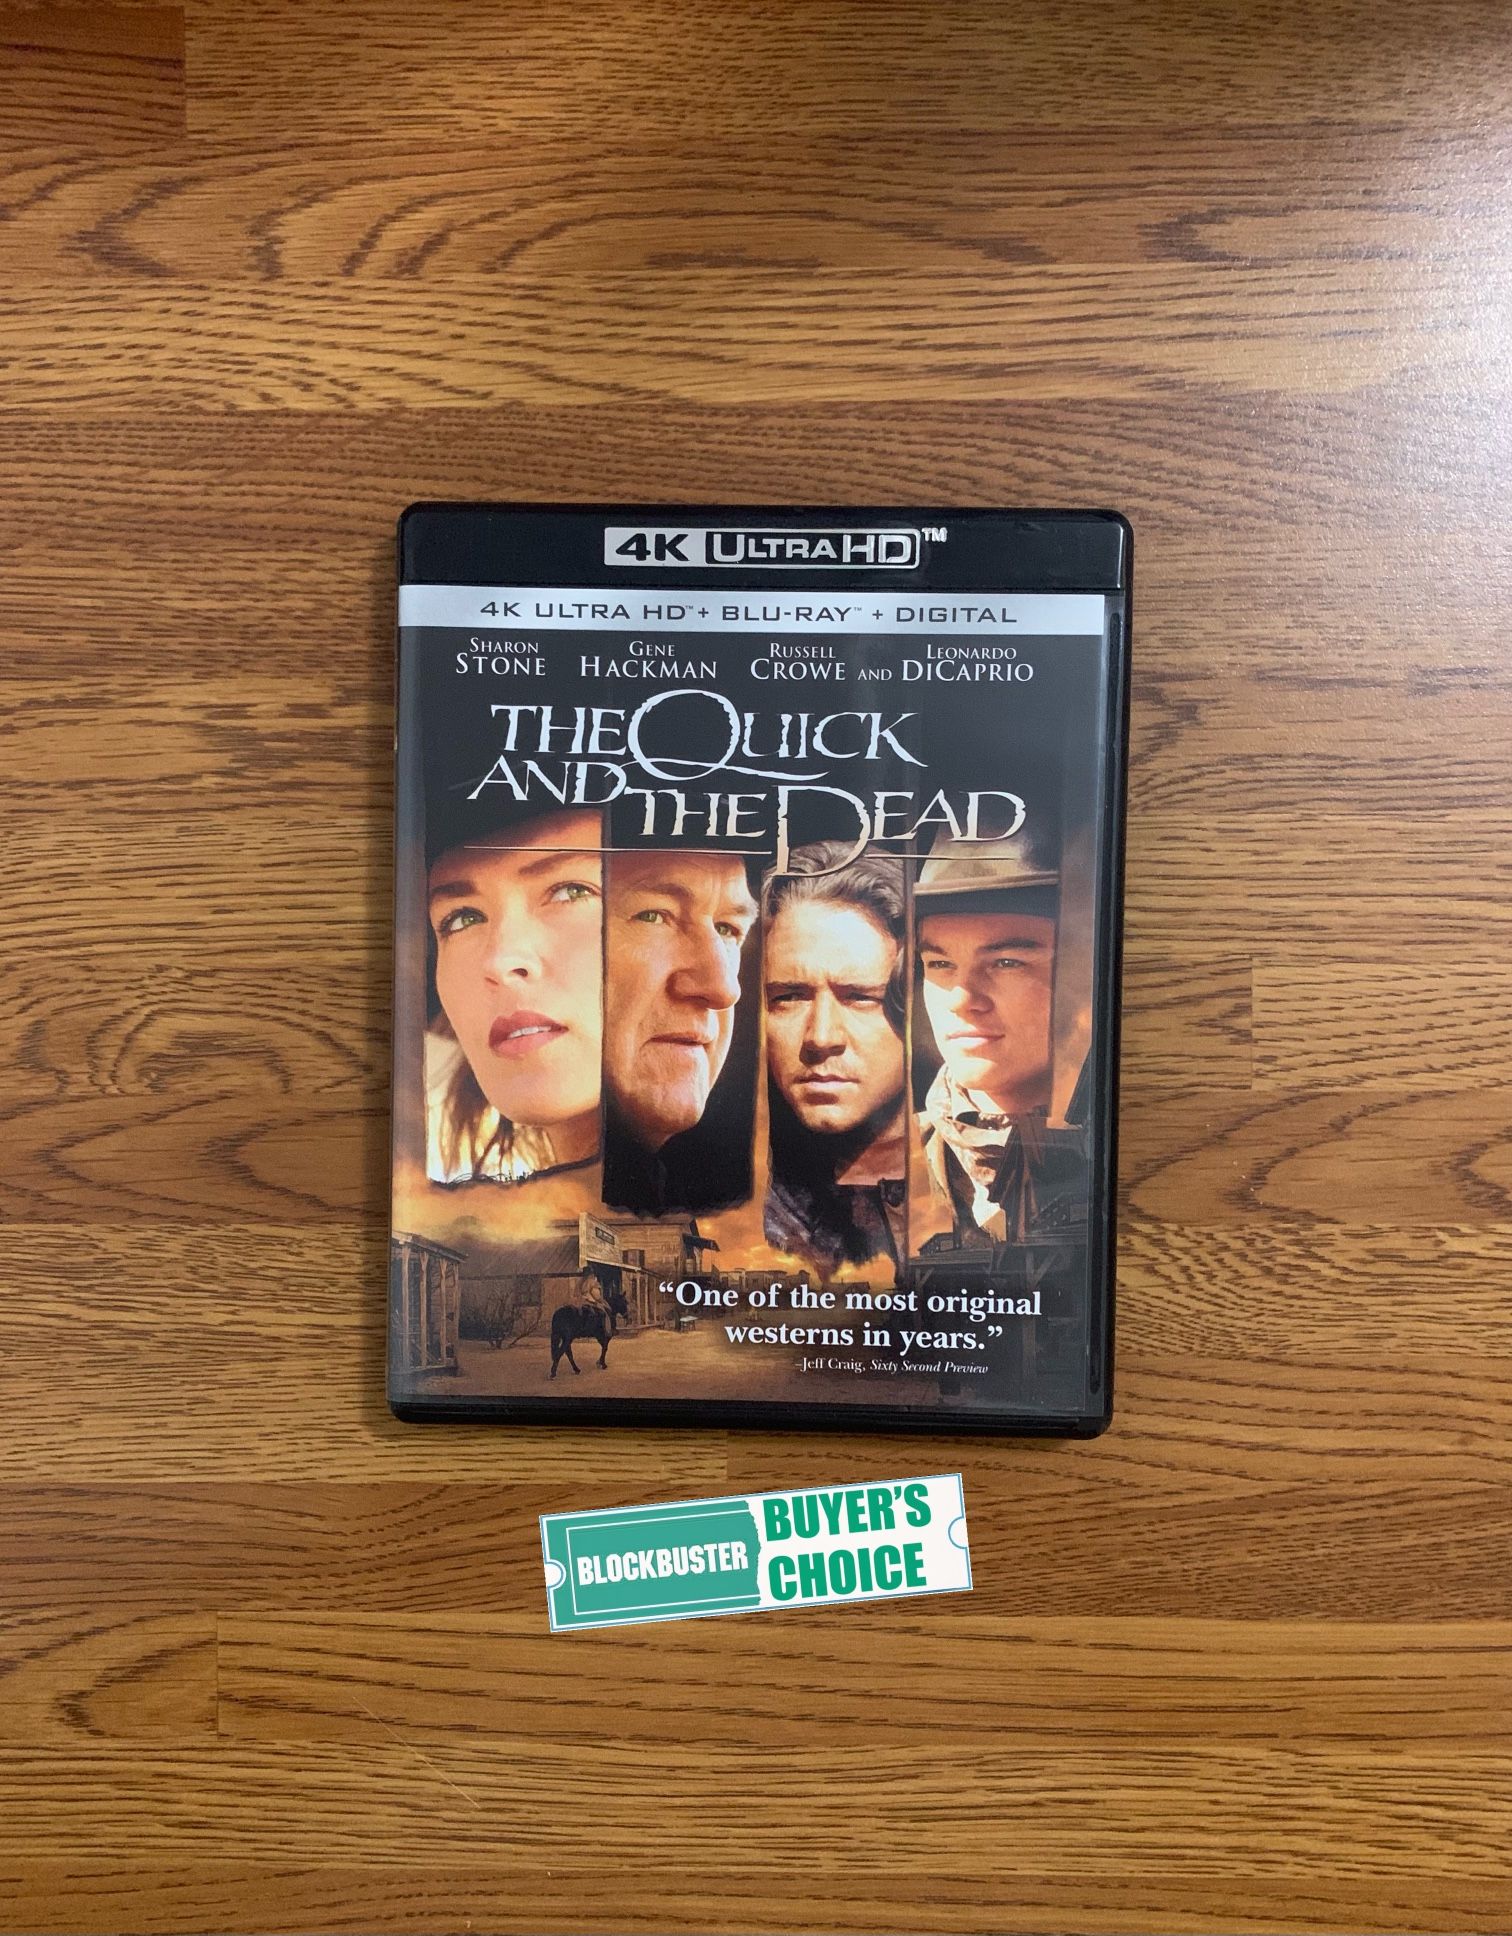 4K ULTRAHD™
4K ULTRA HD™ + BLU-RAY™ + DIGITAL
SHARON GENE RUSSELL LEONARDO
STONE HACKMAN CROWE AND DICAPRIO
THE QUICK
AND THE DEAD
“One of the most original
westerns in years.”
–Jeff Craig, Sixty Second Preview
BLOCKBUSTER
BUYER’S
CHOICE